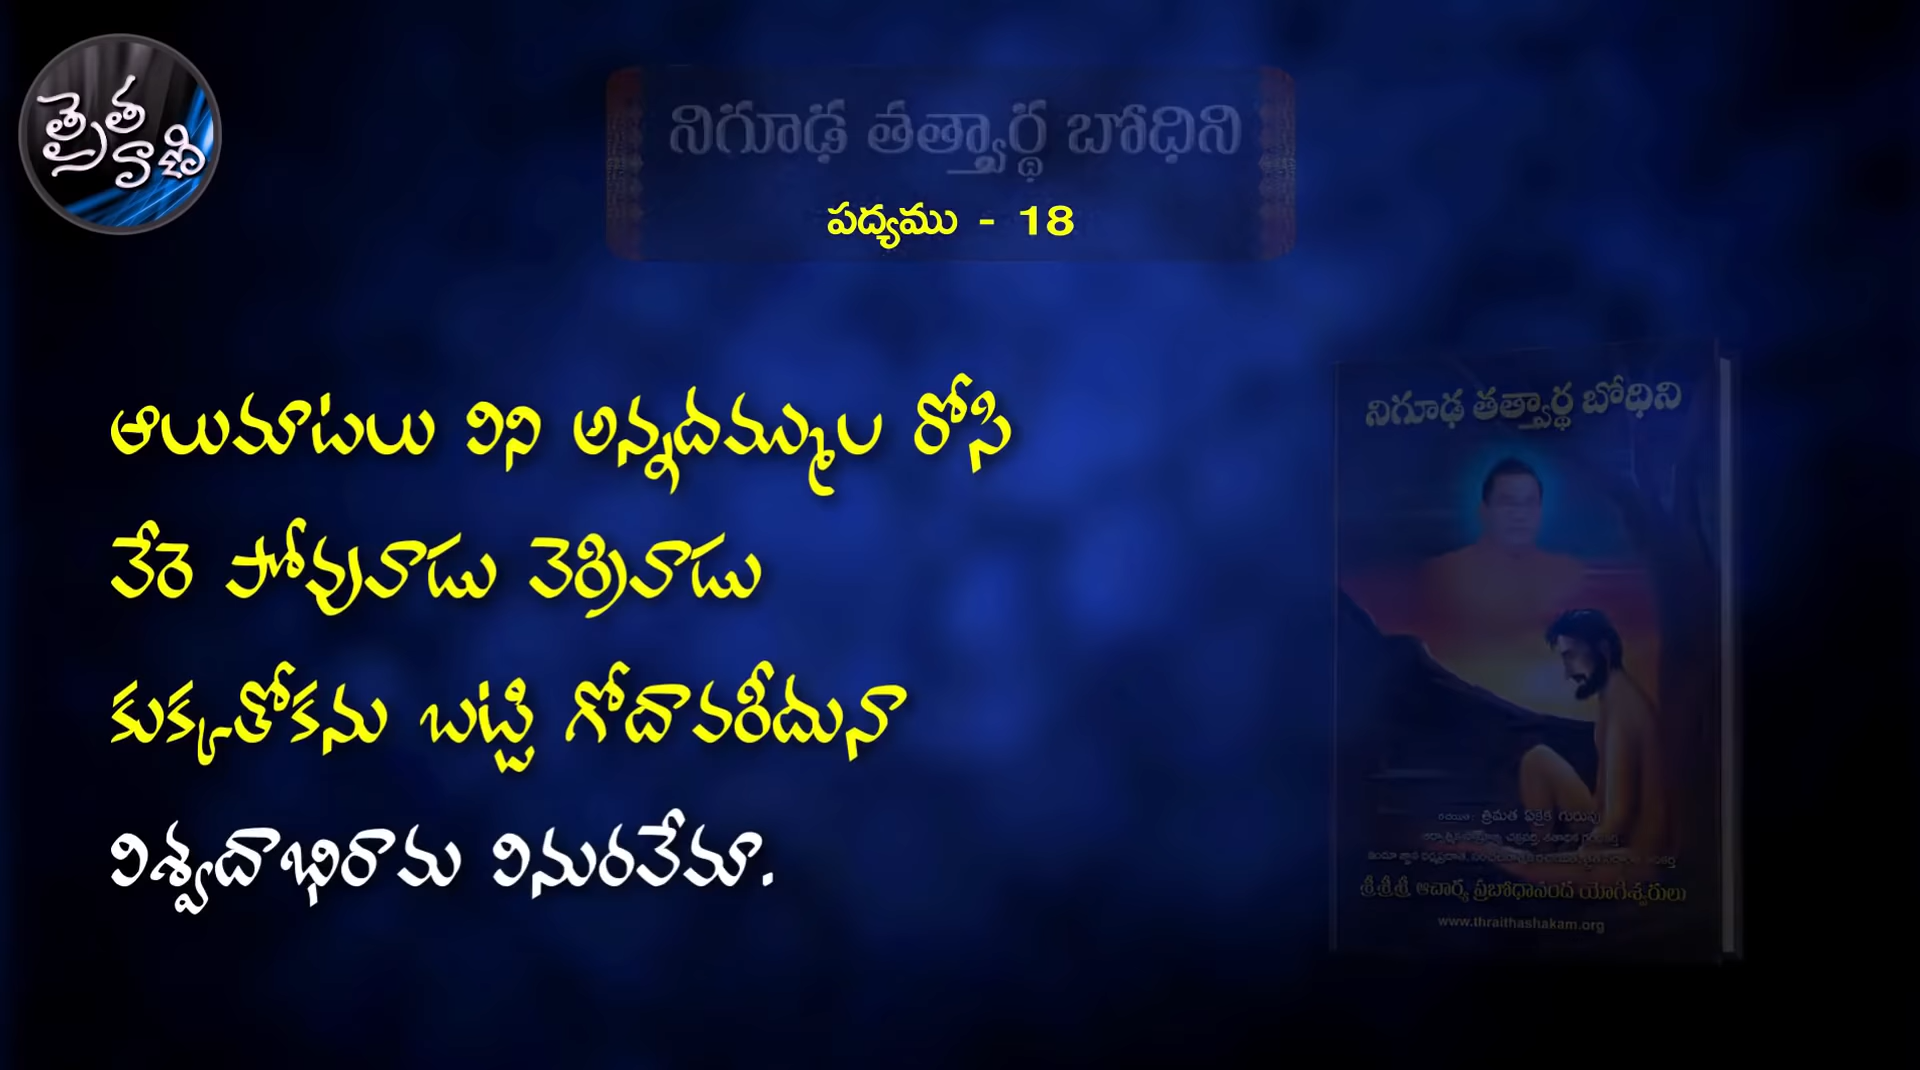 త్రైత
వాణి
నిగూఢ తత్త్వార్థ బోధిని
పద్యము - 18
ఆలుమాటలు విని అన్నదమ్ముల రోసి
వేరె పోవువాడు వెర్రివాడు
కుక్కతోకను బట్టి గోదావరీదునా
విశ్వదాభిరామ వినురవేమా.
నిగూఢ తత్త్వార్థ బోధిని
శ్రీశ్రీశ్రీ ఆచార్య ప్రబోధానంద యోగీశ్వరులు
www.thraithashakam.org